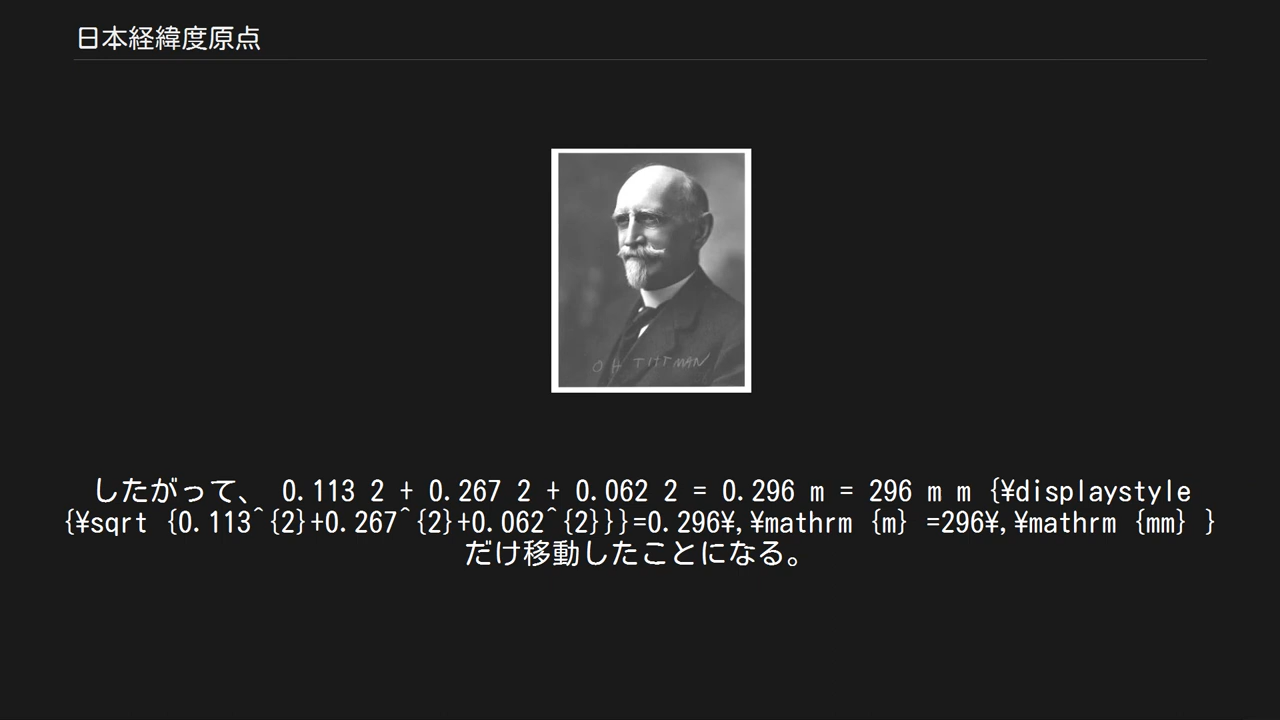 日本経緯度原点
O H TITTMAN
したがって、 0.113 2 + 0.267 2 + 0.062 2 = 0.296 m = 296 m m {¥displaystyle
{¥sqrt {0.113^{2}+0.267^{2}+0.062^{2}}}=0.296¥,¥mathrm {m} =296¥,¥mathrm {mm} }
だけ移動したことになる。